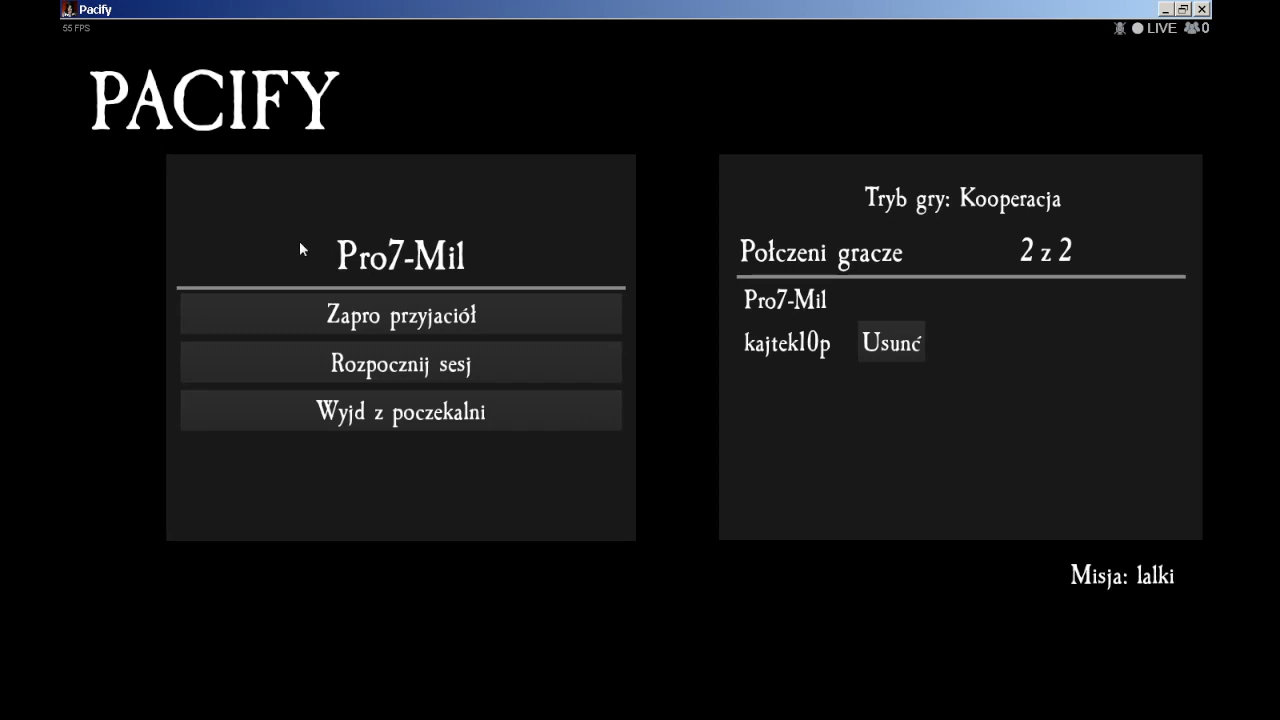 Pacify
55 FPS
LIVE 0
PACIFY
Pro7-Mil
Zapro przyjaciół
Rozpocznij sesj
Wyjd z poczekalni
Tryb gry: Kooperacja
Połczeni gracze 2 z 2
Pro7-Mil
kajtek10p Usunć
Misja: lalki